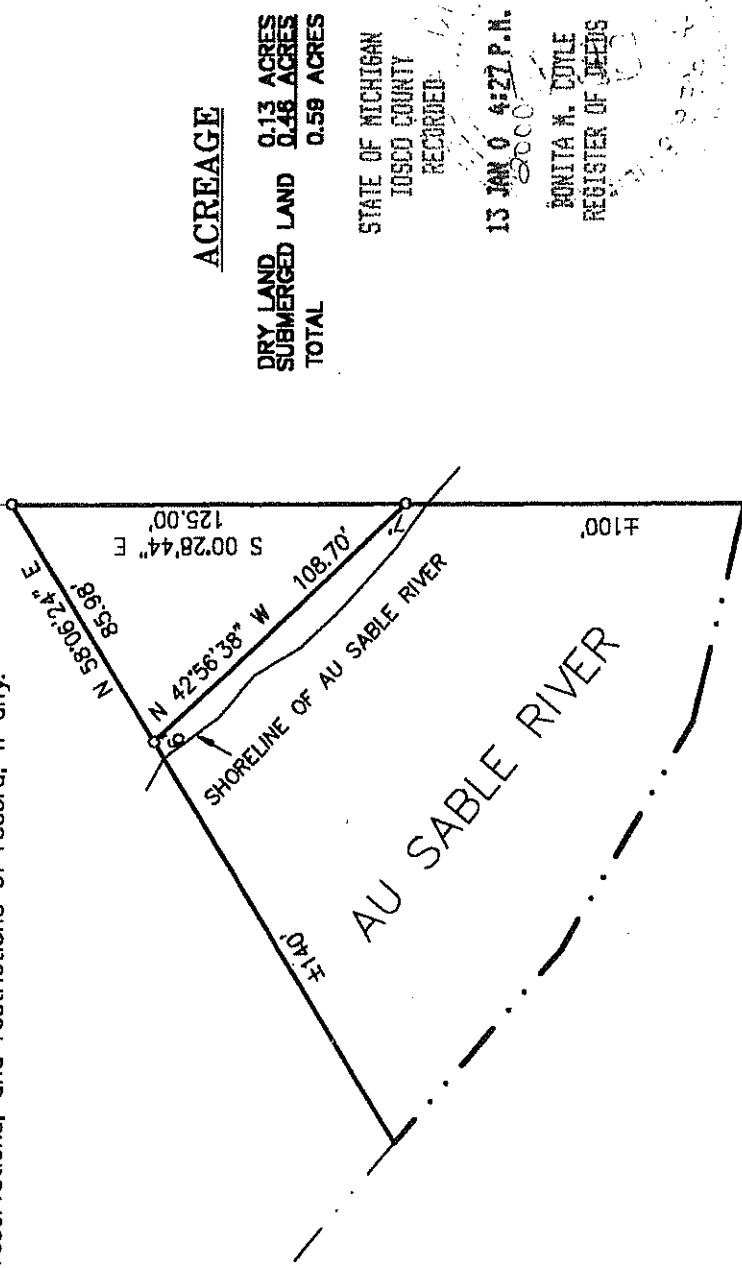 reservations, and restrictions of record, if any.
N 58°06'24" E
85.98'
S 00°28'44" E
125.00'
N 42°56'38" W 108.70'
9'
7'
SHORELINE OF AU SABLE RIVER
±140'
±100'
AU SABLE RIVER
ACREAGE
DRY LAND 0.13 ACRES
SUBMERGED LAND 0.46 ACRES
TOTAL 0.59 ACRES
STATE OF MICHIGAN
IOSCO COUNTY
RECORDED
13 JAN 0 4:27 P.M.
2000
BONITA M. COYLE
REGISTER OF DEEDS